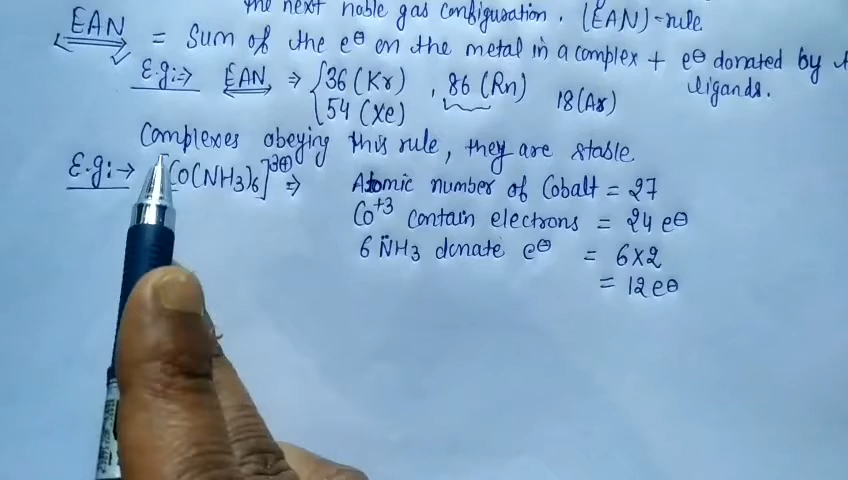 the next noble gas configuration. (EAN)-rule
EAN = Sum of the e⊖ on the metal in a complex + e⊖ donated by
ligands.
E.g:→ EAN ⇒ {36 (Kr), 86 (Rn) 18(Ar)
54 (Xe)
Complexes obeying this rule, they are stable
E.g:→ [Co(NH3)6]3⊕ ⇒ Atomic number of Cobalt = 27
Co+3 contain electrons = 24 e⊖
6 N̈H3 donate e⊖ = 6×2
= 12e⊖